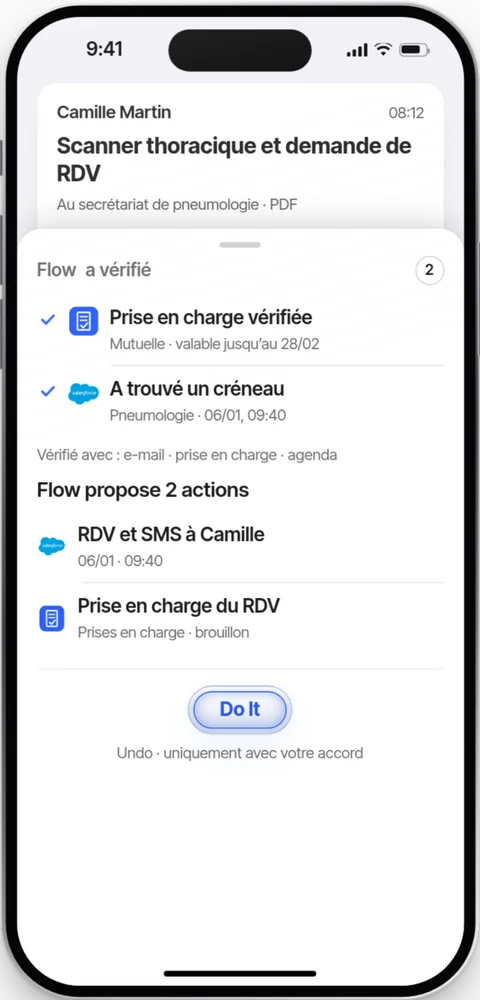 9:41
Camille Martin
08:12
Scanner thoracique et demande de
RDV
Au secrétariat de pneumologie · PDF
Flow a vérifié
2
Prise en charge vérifiée
Mutuelle · valable jusqu’au 28/02
salesforce
A trouvé un créneau
Pneumologie · 06/01, 09:40
Vérifié avec : e-mail · prise en charge · agenda
Flow propose 2 actions
salesforce
RDV et SMS à Camille
06/01 · 09:40
Prise en charge du RDV
Prises en charge · brouillon
Do It
Undo · uniquement avec votre accord